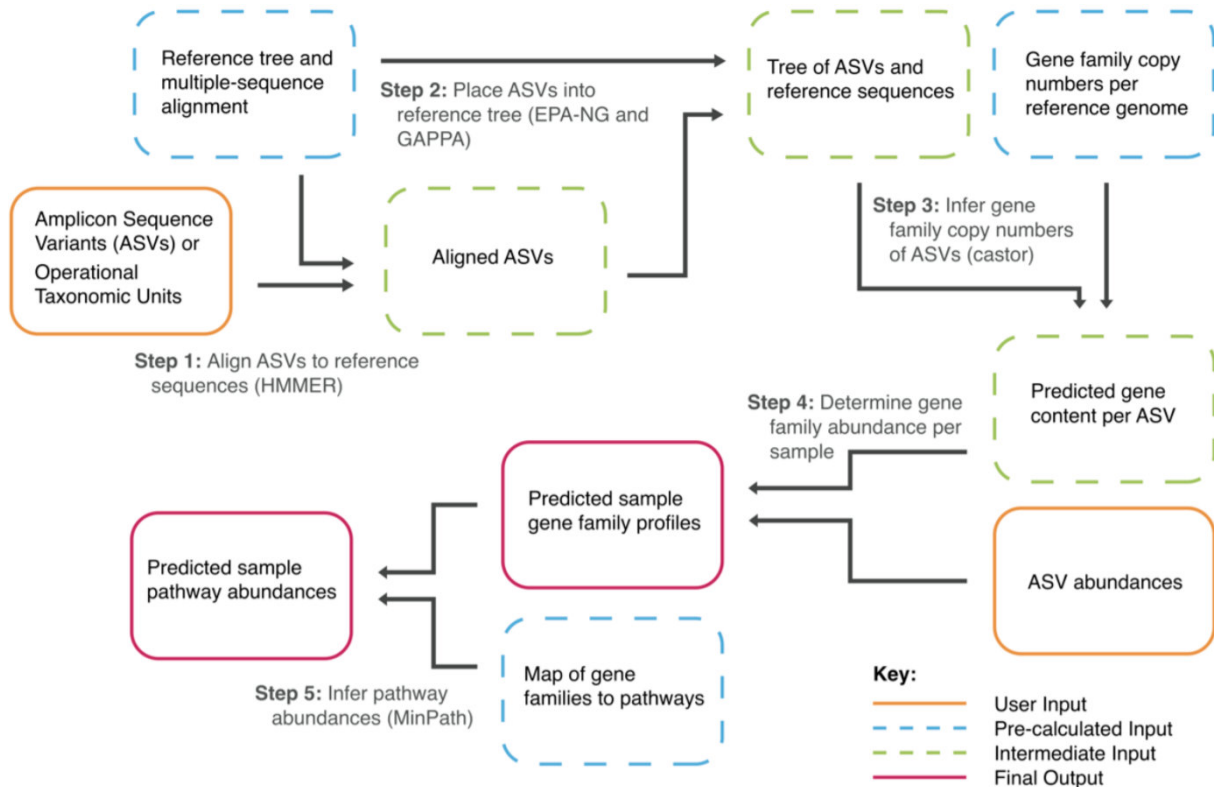 Reference tree and
multiple-sequence
alignment
Step 2: Place ASVs into
reference tree (EPA-NG and
GAPPA)
Tree of ASVs and
reference sequences
Gene family copy
numbers per
reference genome
Amplicon Sequence
Variants (ASVs) or
Operational
Taxonomic Units
Aligned ASVs
Step 3: Infer gene
family copy numbers
of ASVs (castor)
Step 1: Align ASVs to reference
sequences (HMMER)
Predicted gene
content per ASV
Step 4: Determine gene
family abundance per
sample
Predicted sample
gene family profiles
Predicted sample
pathway abundances
ASV abundances
Map of gene
families to pathways
Step 5: Infer pathway
abundances (MinPath)
Key:
User Input
Pre-calculated Input
Intermediate Input
Final Output